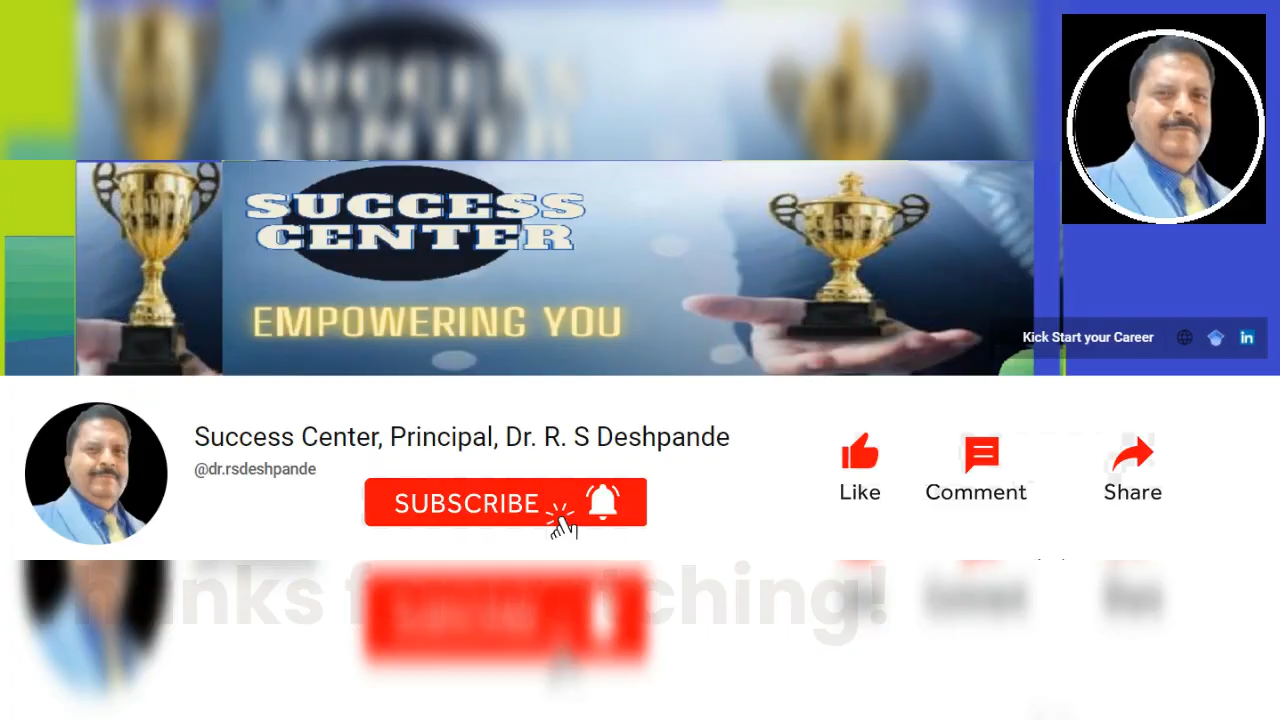 SUCCESS
CENTER
EMPOWERING YOU
Kick Start your Career
in
Success Center, Principal, Dr. R. S Deshpande
@dr.rsdeshpande
SUBSCRIBE
Like
Comment
Share